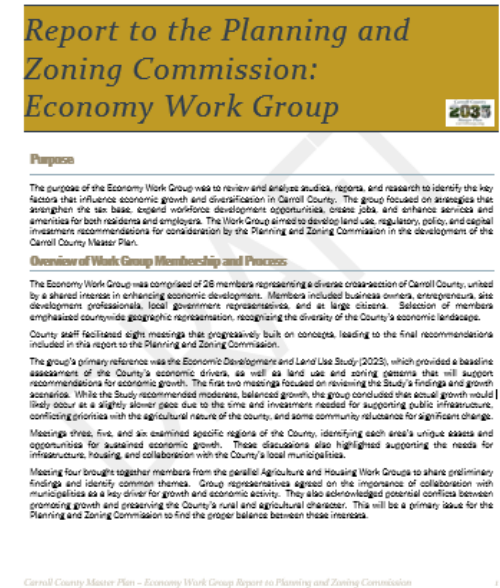 Report to the Planning and
Zoning Commission:
Economy Work Group
2035
Purpose
The purpose of the Economy Work Group was to review and analyze studies, reports, and research to identify the key
factors that influence economic growth and diversification in Carroll County. The group focused on strategies that
strengthen the tax base, expand workforce development opportunities, create jobs, and enhance services and
amenities for both residents and employers. The Work Group aimed to develop land use, regulatory, policy, and capital
investment recommendations for consideration by the Planning and Zoning Commission in the development of the
Carroll County Master Plan.
Overview of Work Group Membership and Process
The Economy Work Group was comprised of 26 members representing a diverse cross-section of Carroll County, united
by a shared interest in enhancing economic development. Members included business owners, entrepreneurs, site
development professionals, local government representatives, and at large citizens. Selection of members
emphasized countywide geographic representation, recognizing the diversity of the County's economic landscape.
County staff facilitated eight meetings that progressively built on concepts, leading to the final recommendations
included in this report to the Planning and Zoning Commission.
The group's primary reference was the Economic Development and Land Use Study (2023), which provided a baseline
assessment of the County's economic drivers, as well as land use and zoning patterns that will support
recommendations for economic growth. The first two meetings focused on reviewing the Study's findings and growth
scenarios. While the Study recommended moderate, balanced growth, the group concluded that actual growth would
likely occur at a slightly slower pace due to the time and investment needed for supporting public infrastructure,
conflicting priorities with the agricultural nature of the county, and some community reluctance for significant change.
Meetings three, five, and six examined specific regions of the County, identifying each area's unique assets and
opportunities for sustained economic growth. These discussions also highlighted supporting the needs for
infrastructure, housing, and collaboration with the County's local municipalities.
Meeting four brought together members from the parallel Agriculture and Housing Work Groups to share preliminary
findings and identify common themes. Group representatives agreed on the importance of collaboration with
municipalities as a key driver for growth and economic activity. They also acknowledged potential conflicts between
promoting growth and preserving the County's rural and agricultural character. This will be a primary issue for the
Planning and Zoning Commission to find the proper balance between these interests.
Carroll County Master Plan – Economy Work Group Report to Planning and Zoning Commission 1